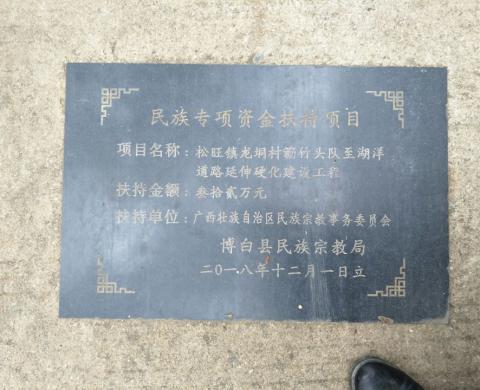 民族专项资金扶持项目
项目名称：松旺镇龙垌村簕竹头队至湖洋
道路延伸硬化建设工程
扶持金额：叁拾贰万元
扶持单位：广西壮族自治区民族宗教事务委员会
博白县民族宗教局
二〇一八年十二月一日立